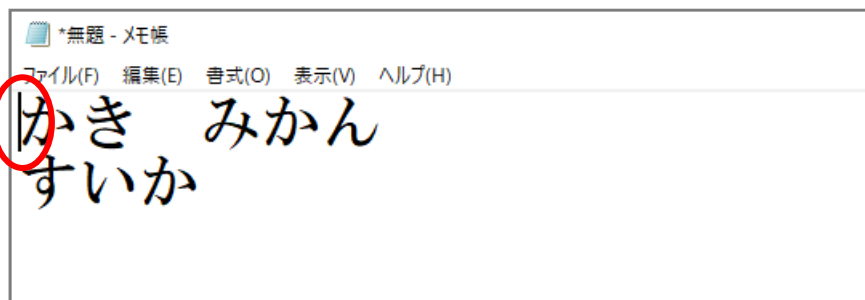 *無題 - メモ帳
ファイル(F) 編集(E) 書式(O) 表示(V) ヘルプ(H)
かき　みかん
すいか